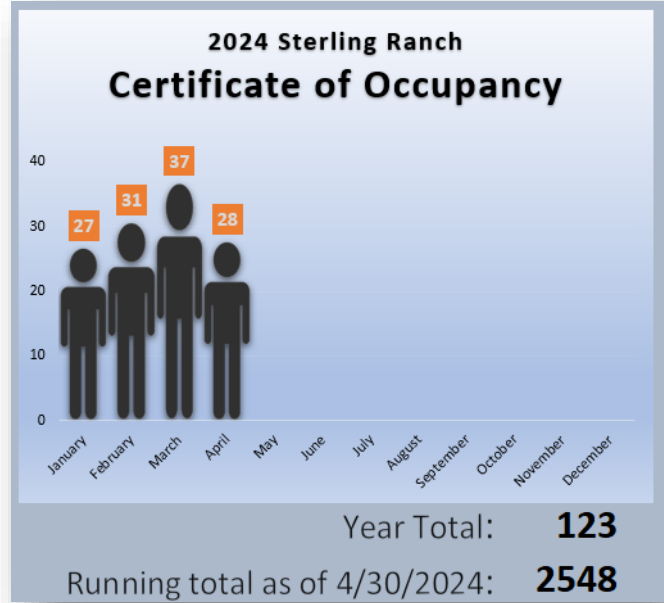 2024 Sterling Ranch
Certificate of Occupancy
40
30
20
10
0
27
31
37
28
January
February
March
April
May
June
July
August
September
October
November
December
Year Total: 123
Running total as of 4/30/2024: 2548